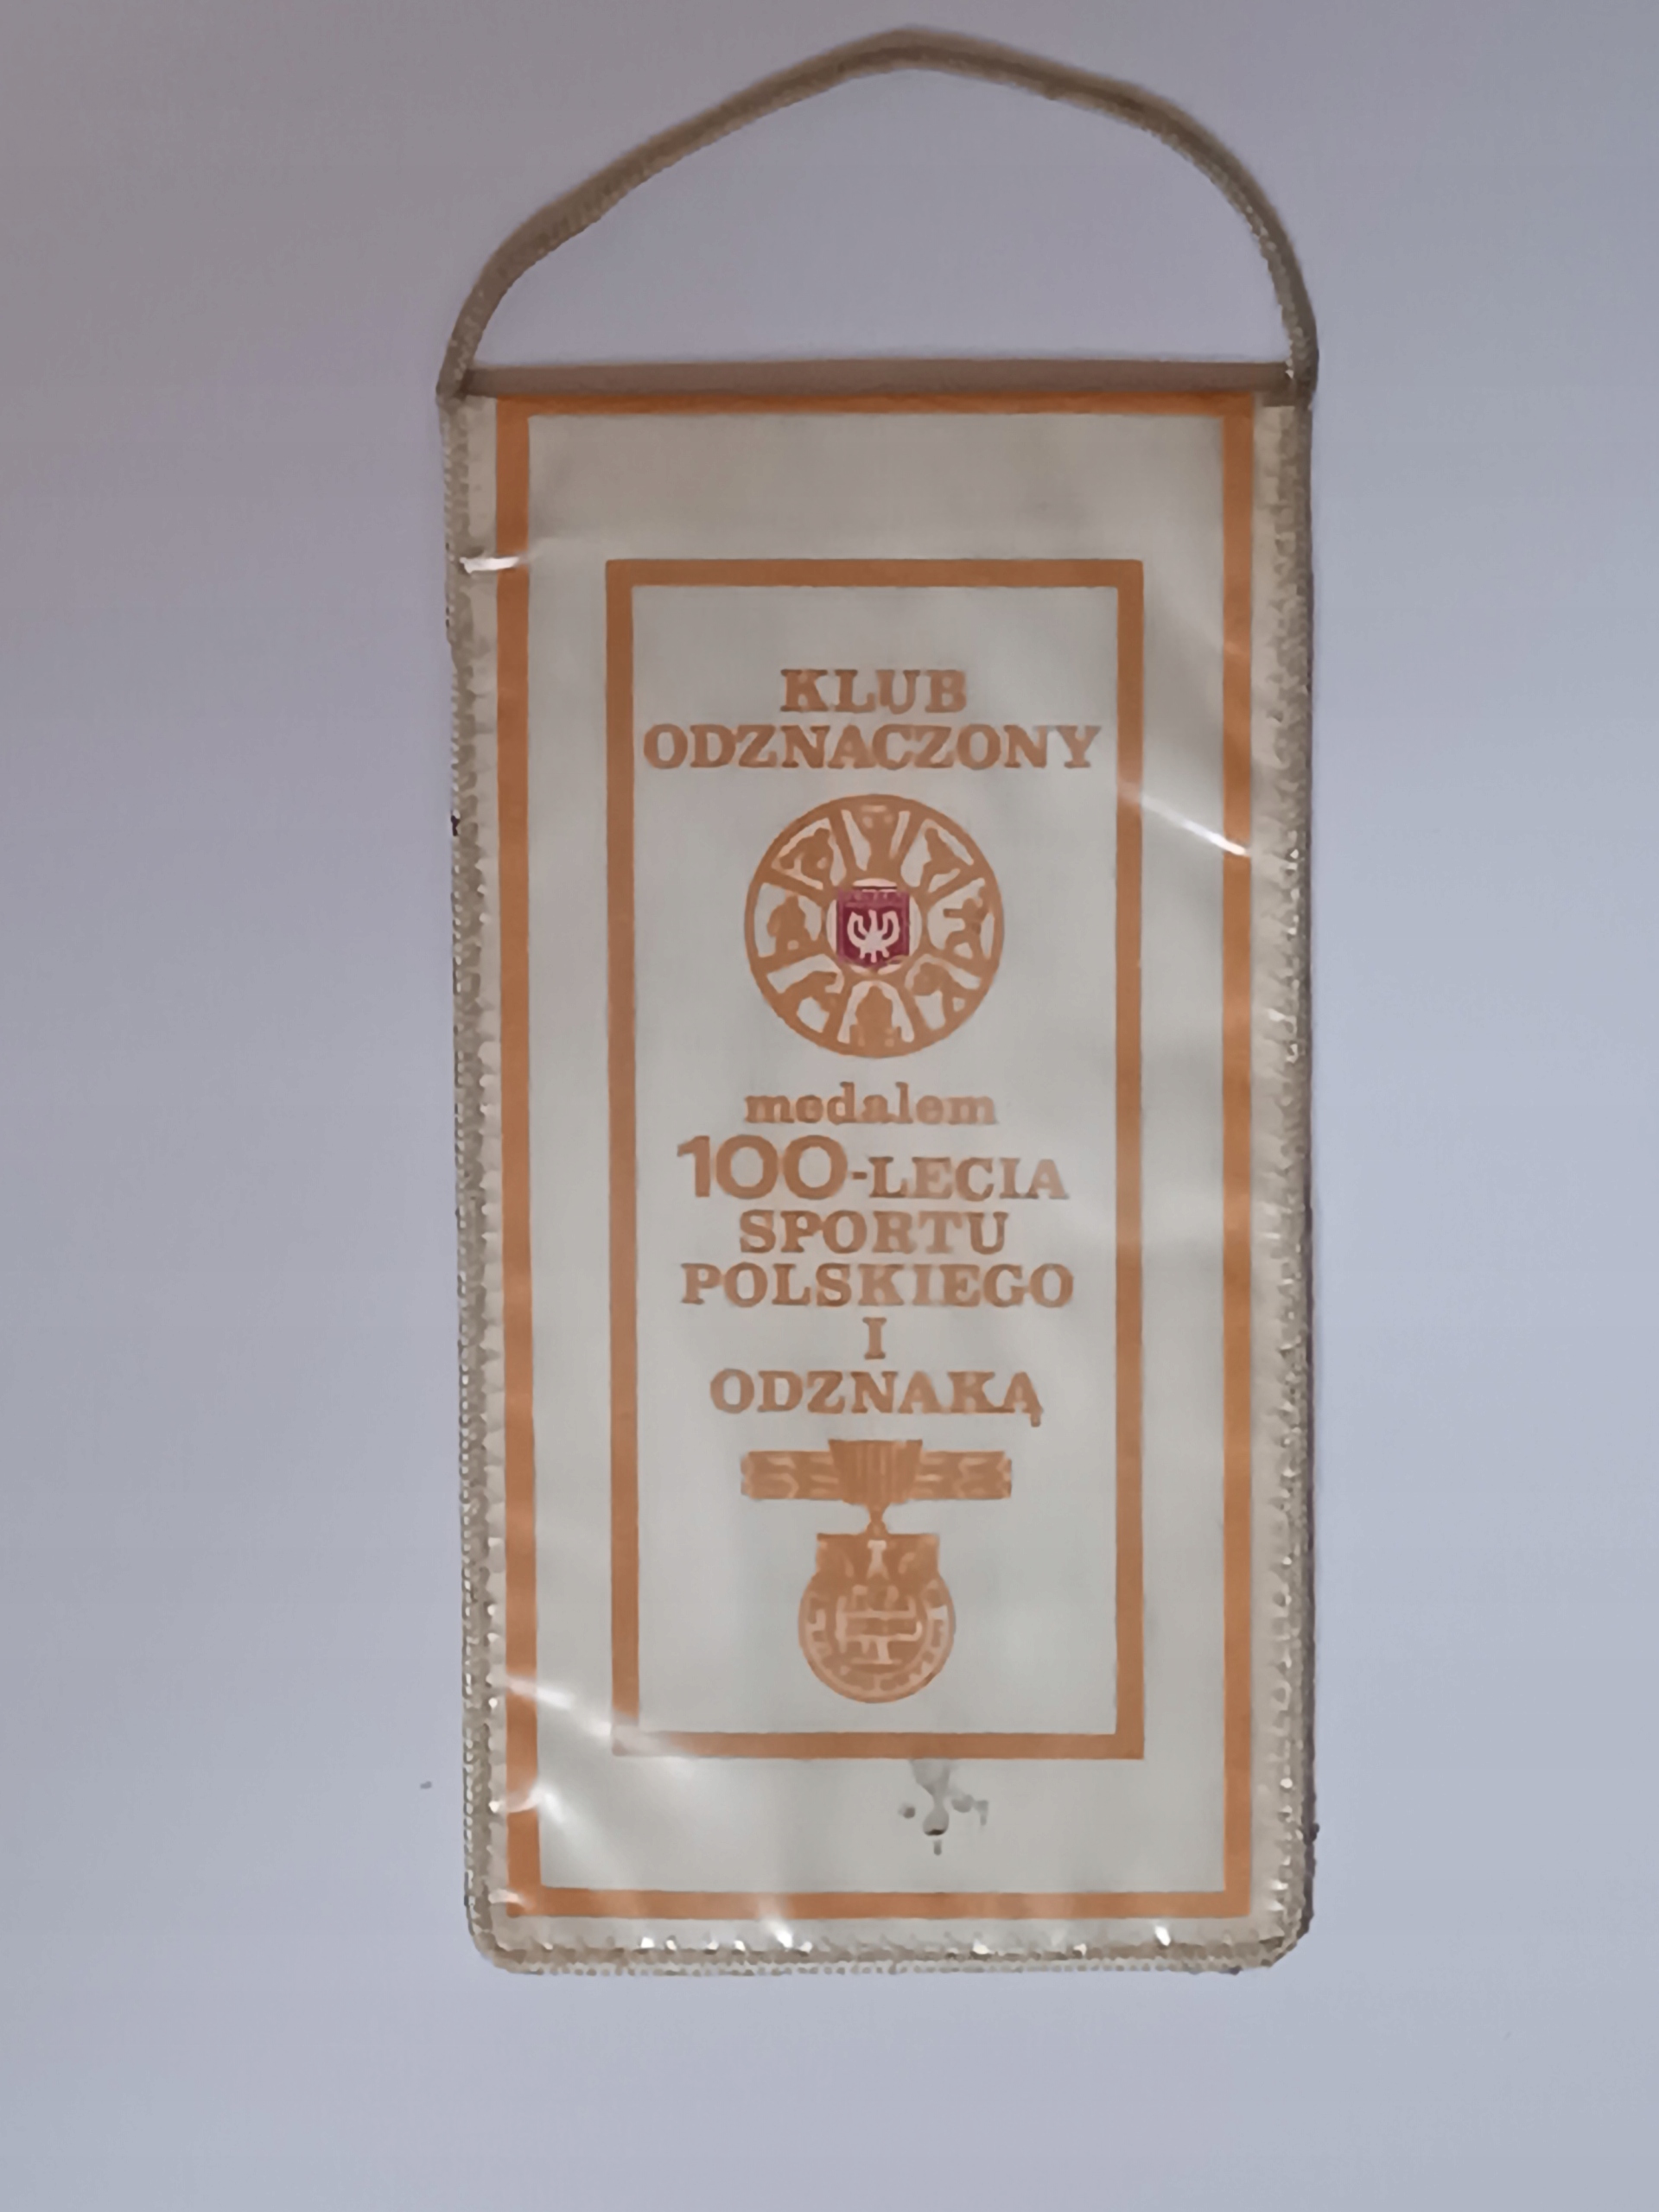 KLUB
ODZNACZONY
medalem
100-LECIA
SPORTU
POLSKIEGO
I
ODZNAKĄ